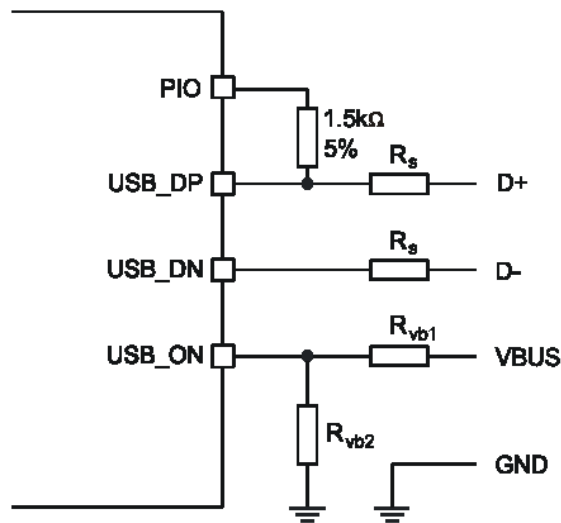 PIO
1.5kΩ
5%
Rs
USB_DP
D+
Rs
USB_DN
D-
Rvb1
USB_ON
VBUS
Rvb2
GND